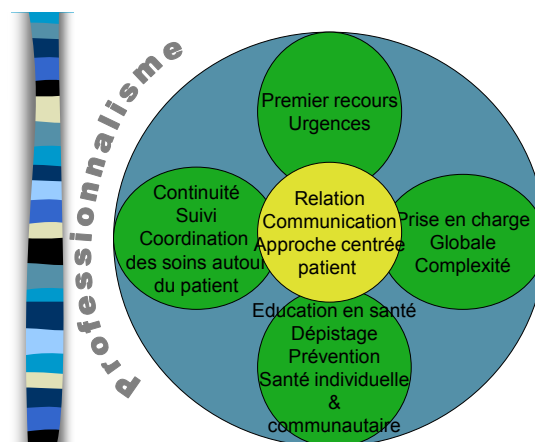 Professionnalisme
Premier recours
Urgences
Continuité
Suivi
Coordination
des soins autour
du patient
Relation
Communication
Approche centrée
patient
Prise en charge
Globale
Complexité
Education en santé
Dépistage
Prévention
Santé individuelle
&
communautaire